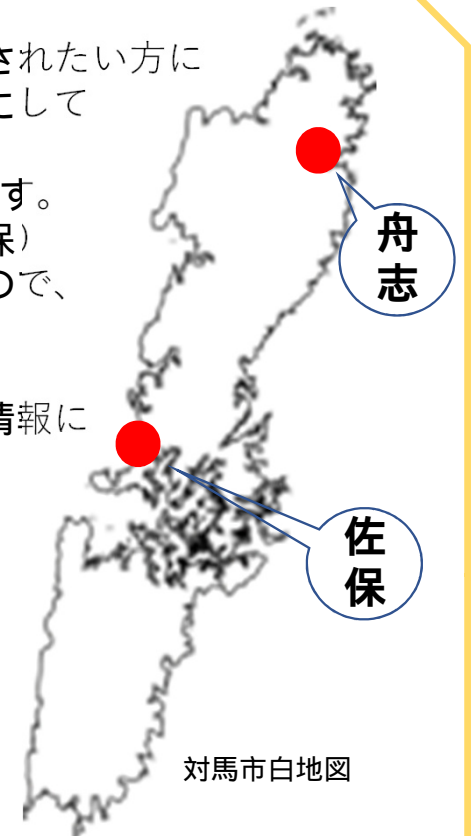 されたい方に
にして
す。
保）
ので、
情報に
舟志
佐保
対馬市白地図